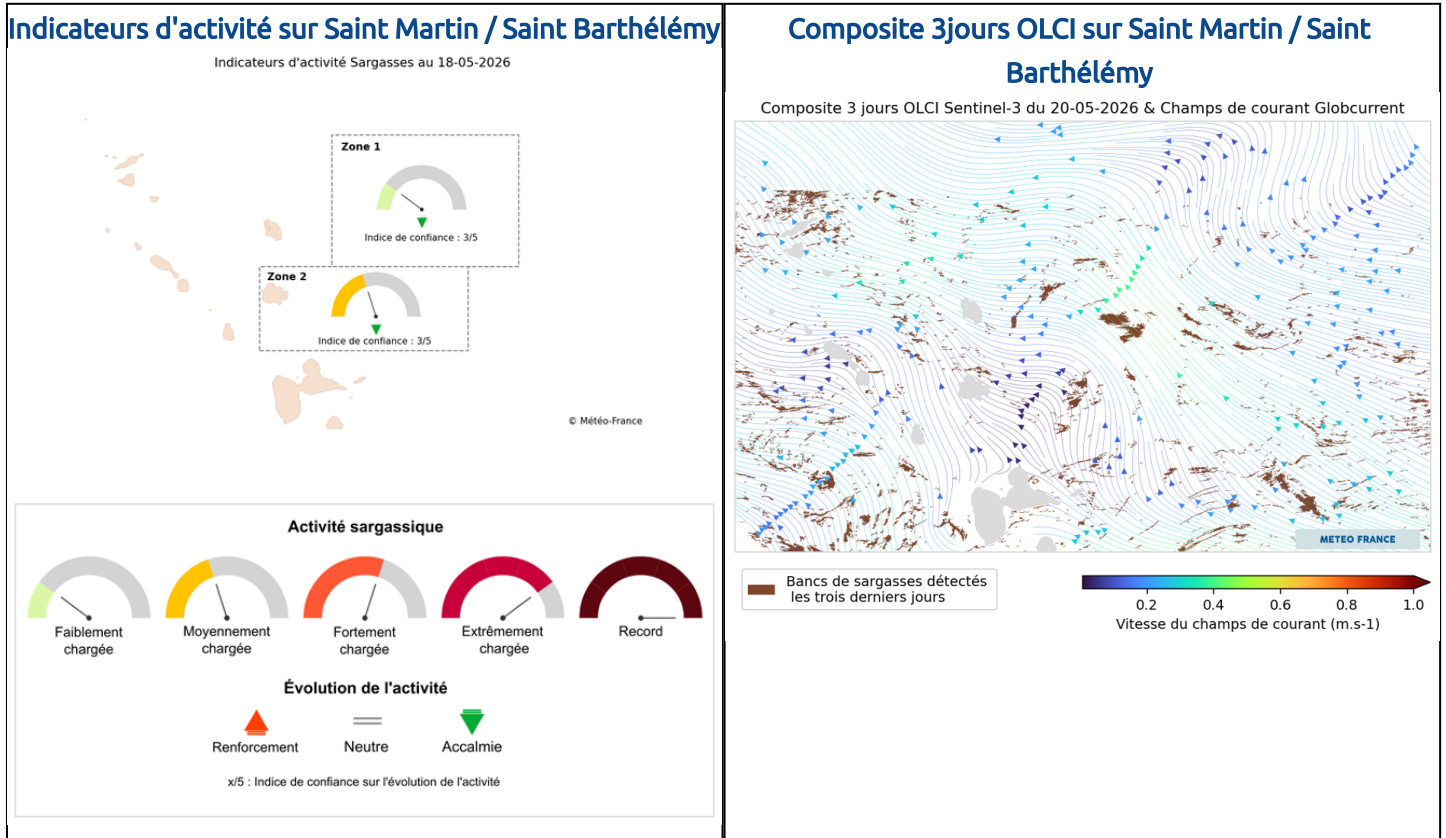 Indicateurs d'activité sur Saint Martin / Saint Barthélémy
Indicateurs d'activité Sargasses au 18-05-2026
Zone 1
Indice de confiance : 3/5
Zone 2
Indice de confiance : 3/5
© Météo-France
Activité sargassique
Faiblement
chargée
Moyennement
chargée
Fortement
chargée
Extrêmement
chargée
Record
Évolution de l'activité
Renforcement
Neutre
Accalmie
x/5 : Indice de confiance sur l'évolution de l'activité
Composite 3jours OLCI sur Saint Martin / Saint
Barthélémy
Composite 3 jours OLCI Sentinel-3 du 20-05-2026 & Champs de courant Globcurrent
METEO FRANCE
Bancs de sargasses détectés
les trois derniers jours
0.2 0.4 0.6 0.8 1.0
Vitesse du champs de courant (m.s-1)